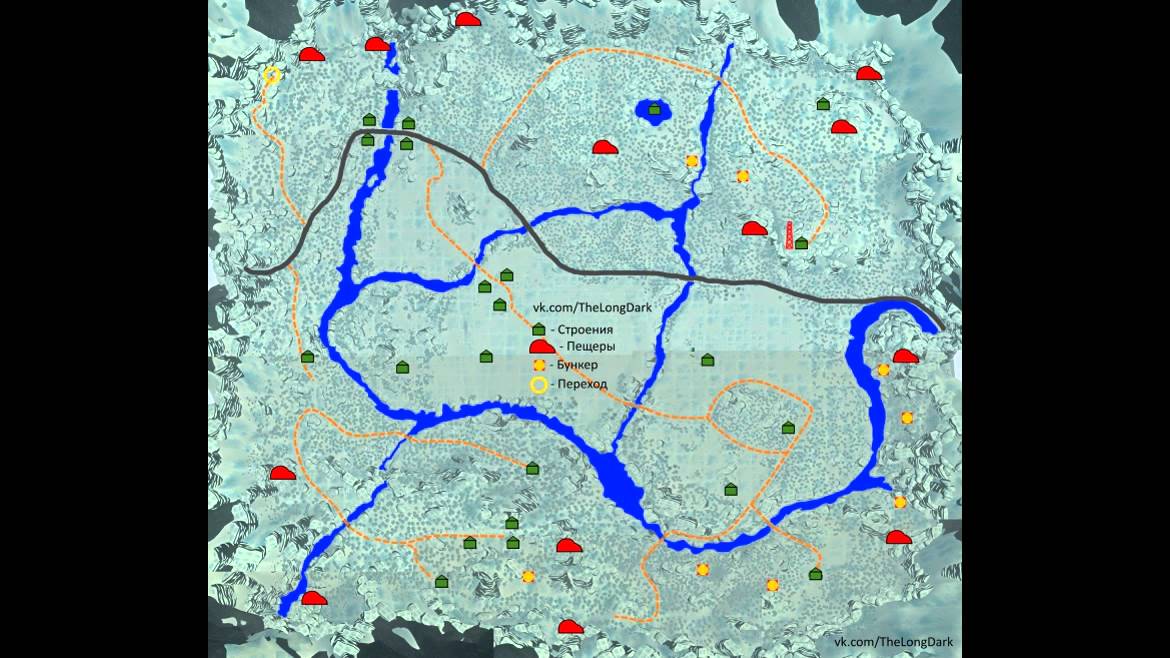 vk.com/TheLongDark
- Строения
- Пещеры
- Бункер
- Переход
vk.com/TheLongDark